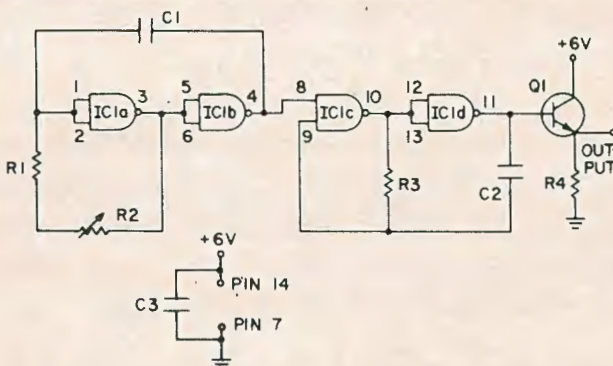 C1
+6V
1
2
IC1a
3
5
6
IC1b
4
8
9
IC1c
10
12
13
IC1d
11
Q1
OUT-
PUT
R1
R2
R3
C2
R4
+6V
C3
PIN 14
PIN 7